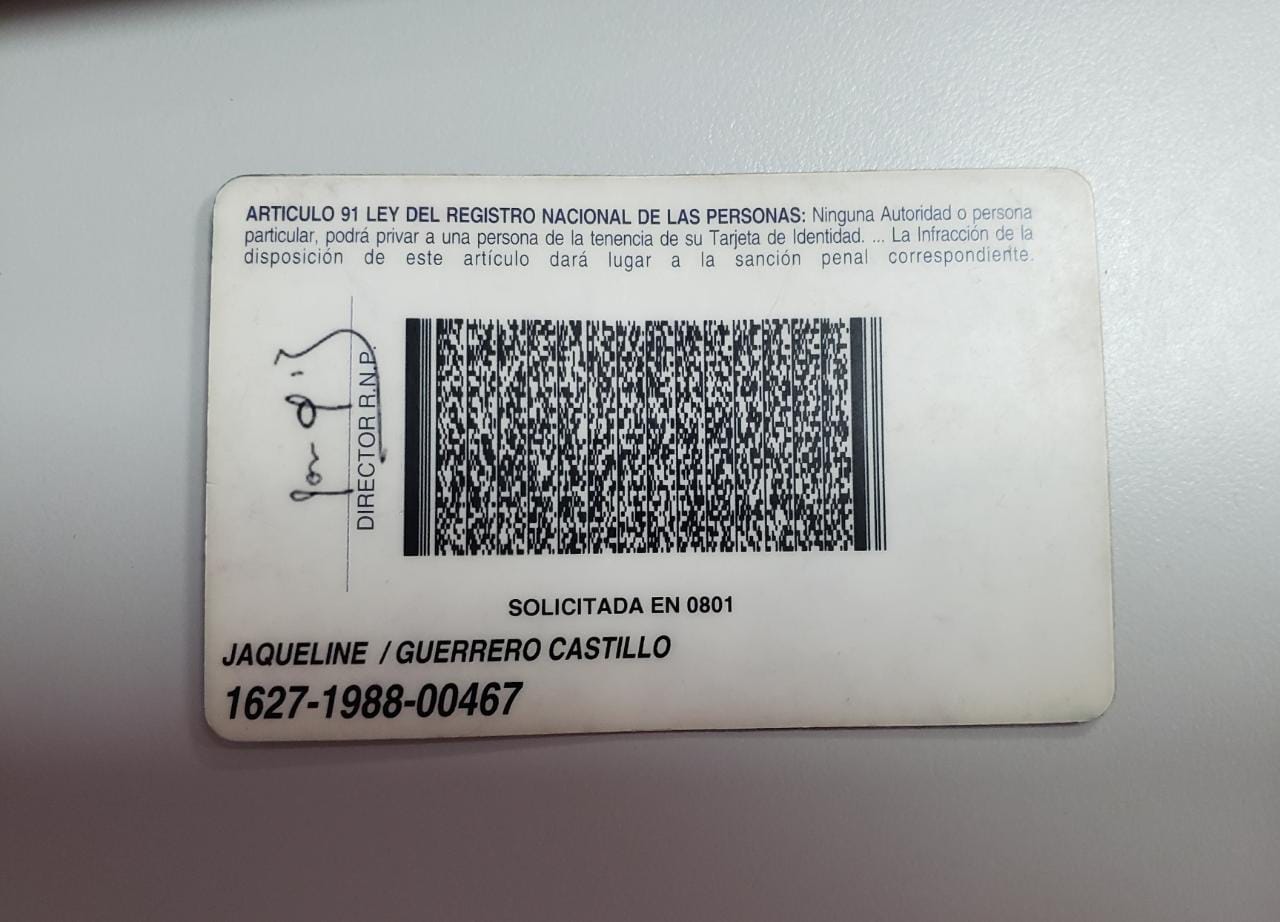 ARTICULO 91 LEY DEL REGISTRO NACIONAL DE LAS PERSONAS: Ninguna Autoridad o persona
particular, podrá privar a una persona de la tenencia de su Tarjeta de Identidad. ... La Infracción de la
disposición de este artículo dará lugar a la sanción penal correspondiente.
DIRECTOR R.N.P.
SOLICITADA EN 0801
JAQUELINE / GUERRERO CASTILLO
1627-1988-00467